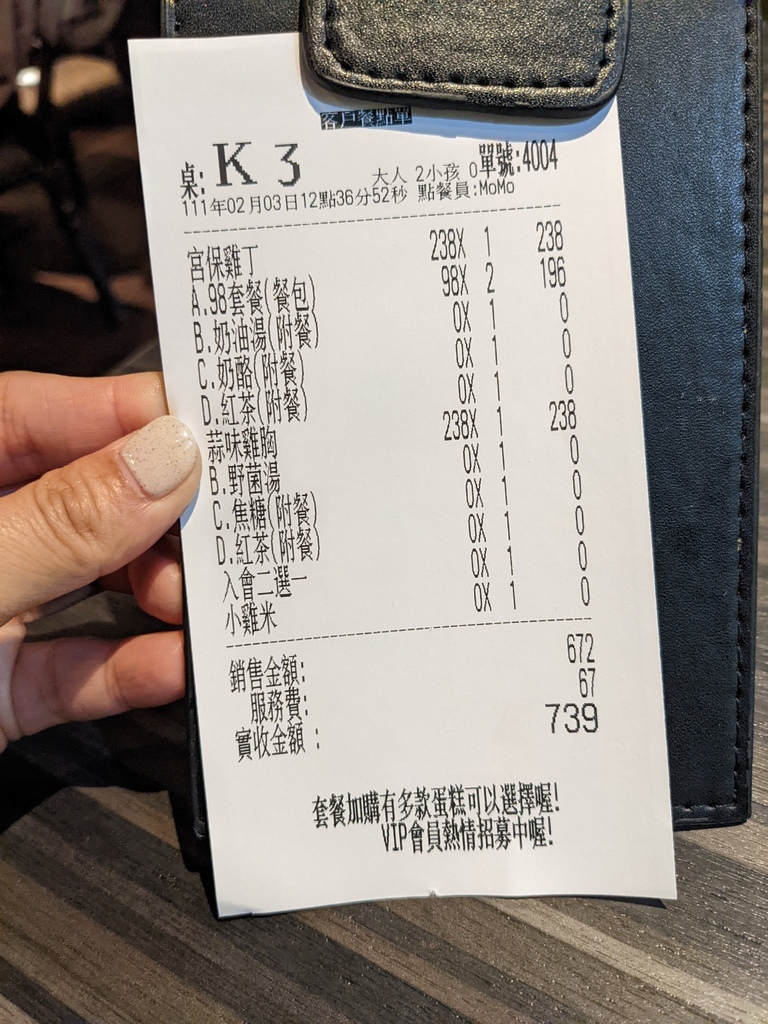 客戶餐點單
桌: K 3 大人 2小孩 0 單號:4004
111年02月03日12點36分52秒 點餐員:MoMo
宮保雞丁 238X 1 238
A.98套餐(餐包) 98X 2 196
B.奶油湯(附餐) 0X 1 0
C.奶酪(附餐) 0X 1 0
D.紅茶(附餐) 0X 1 0
蒜味雞胸 238X 1 238
B.野菌湯 0X 1 0
C.焦糖(附餐) 0X 1 0
D.紅茶(附餐) 0X 1 0
入會二選一 0X 1 0
小雞米 0X 1 0
銷售金額: 672
服務費: 67
實收金額 : 739
套餐加購有多款蛋糕可以選擇喔!
VIP會員熱情招募中喔!